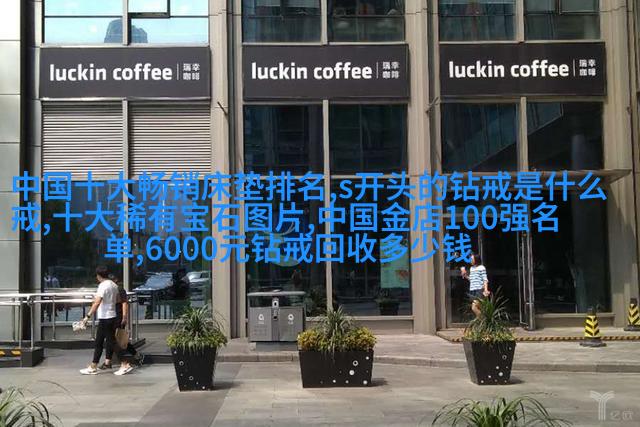 luckin coffee 瑞幸咖啡
luckin coffee 瑞幸咖啡
luckin coffee 瑞幸咖啡
中国十大畅销床垫排名,s开头的钻戒是什么
戒,十大稀有宝石图片,中国金店100强名
单,6000元钻戒回收多少钱
亿欧